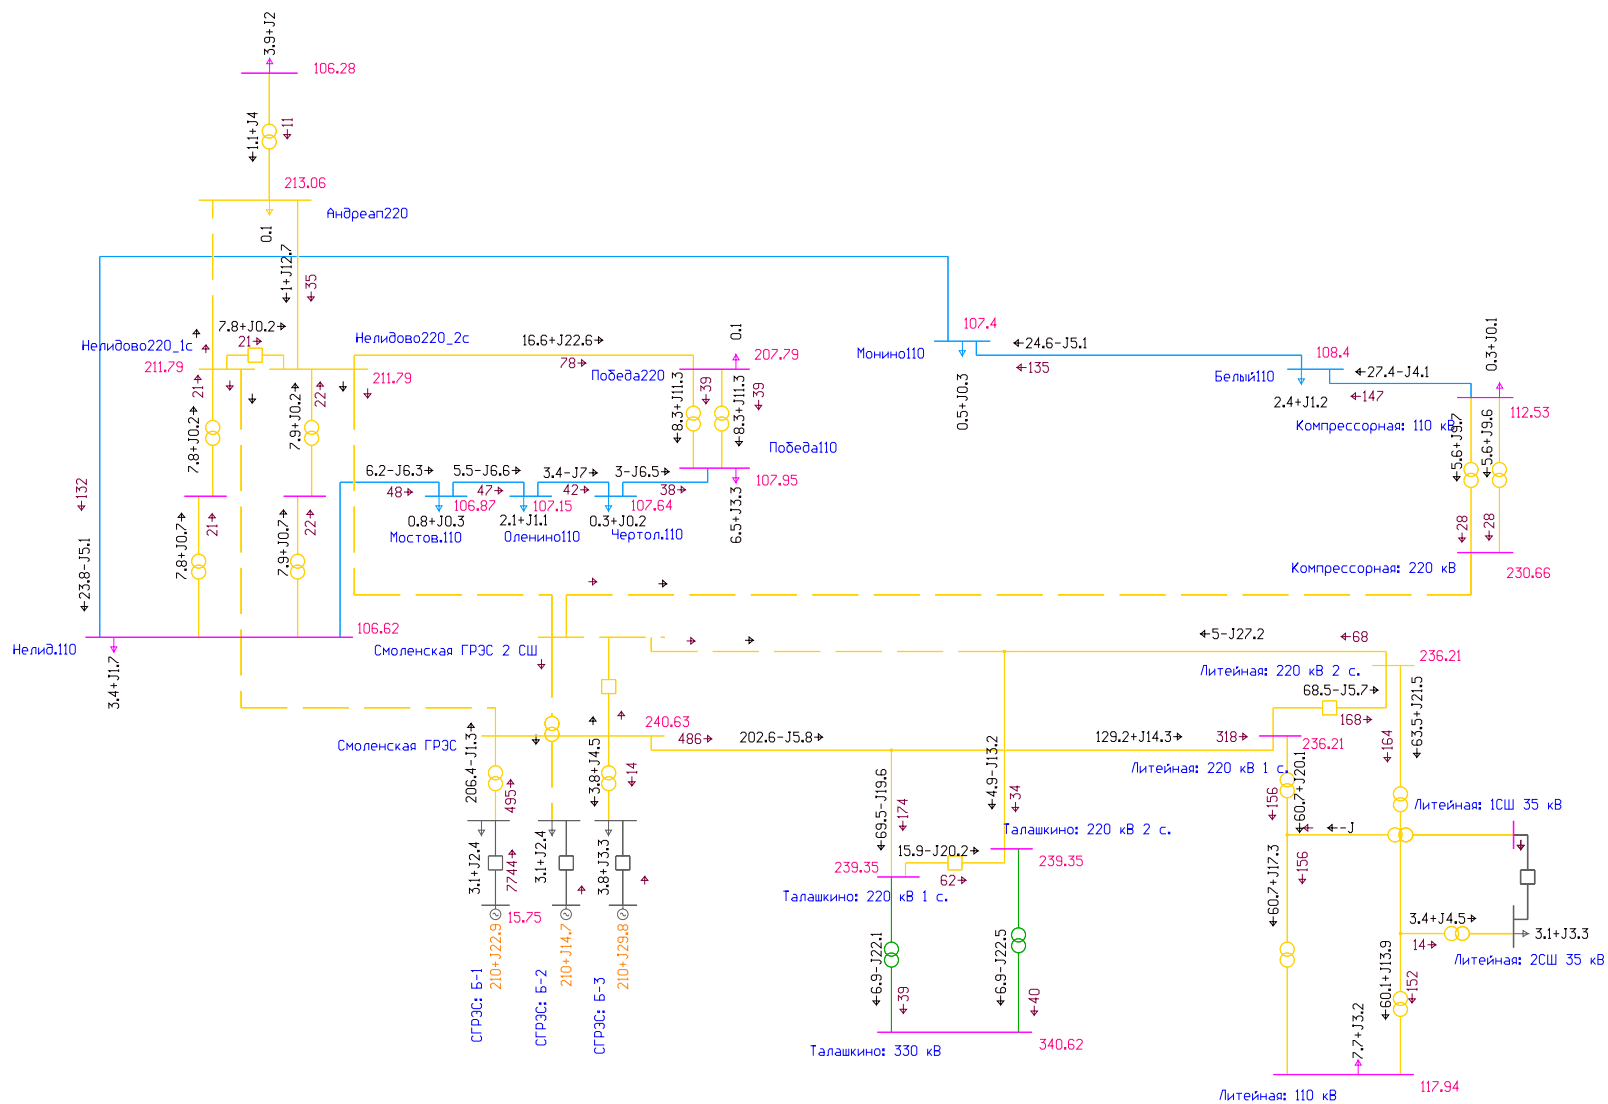 3.9+J2
106.28
←1.1+J4
←11
213.06
Андреап220
0.1
←1+J12.7
←35
7.8+J0.2→
21→
Нелидово220_1с
211.79
Нелидово220_2с
211.79
16.6+J22.6→
78→
Победа220
0.1
207.79
←8.3+J11.3
←39
←8.3+J11.3
←39
Победа110
107.95
6.5+J3.3
Монино110
107.4
0.5+J0.3
←24.6-J5.1
←135
Белый110
108.4
2.4+J1.2
←27.4-J4.1
←147
0.3+J0.1
112.53
Компрессорная: 110 кВ
←5.6+J9.7
←28
←5.6+J9.6
←28
Компрессорная: 220 кВ
230.66
21→
7.8+J0.2→
22→
7.9+J0.2→
7.8+J0.7→
21→
7.9+J0.7→
22→
6.2-J6.3→
48→
5.5-J6.6→
47→
3.4-J7→
42→
3-J6.5→
38→
106.87
107.15
107.64
0.8+J0.3
2.1+J1.1
0.3+J0.2
Мостов.110
Оленино110
Чертол.110
←132
←23.8-J5.1
Нелид.110
106.62
3.4+J1.7
Смоленская ГРЭС 2 СШ
Смоленская ГРЭС
240.63
486→
202.6-J5.8→
129.2+J14.3→
318→
←5-J27.2
←68
236.21
Литейная: 220 кВ 2 с.
68.5-J5.7→
168→
236.21
Литейная: 220 кВ 1 с.
←63.5+J21.5
←164
206.4-J1.3→
495→
←3.8+J4.5
←14
3.1+J2.4
7744→
3.1+J2.4
3.8+J3.3
15.75
210+J22.9
210+J14.7
210+J29.8
СГРЭС: Б-1
СГРЭС: Б-2
СГРЭС: Б-3
←69.5-J19.6
←174
←4.9-J13.2
←34
Талашкино: 220 кВ 2 с.
239.35
15.9-J20.2→
62→
239.35
Талашкино: 220 кВ 1 с.
←6.9-J22.1
←39
←6.9-J22.5
←40
Талашкино: 330 кВ
340.62
←60.7+J20.1
←156
←-J
Литейная: 1СШ 35 кВ
←60.7+J17.3
←156
3.4+J4.5→
14→
3.1+J3.3
Литейная: 2СШ 35 кВ
←60.1+J13.9
←152
7.7+J3.2
117.94
Литейная: 110 кВ